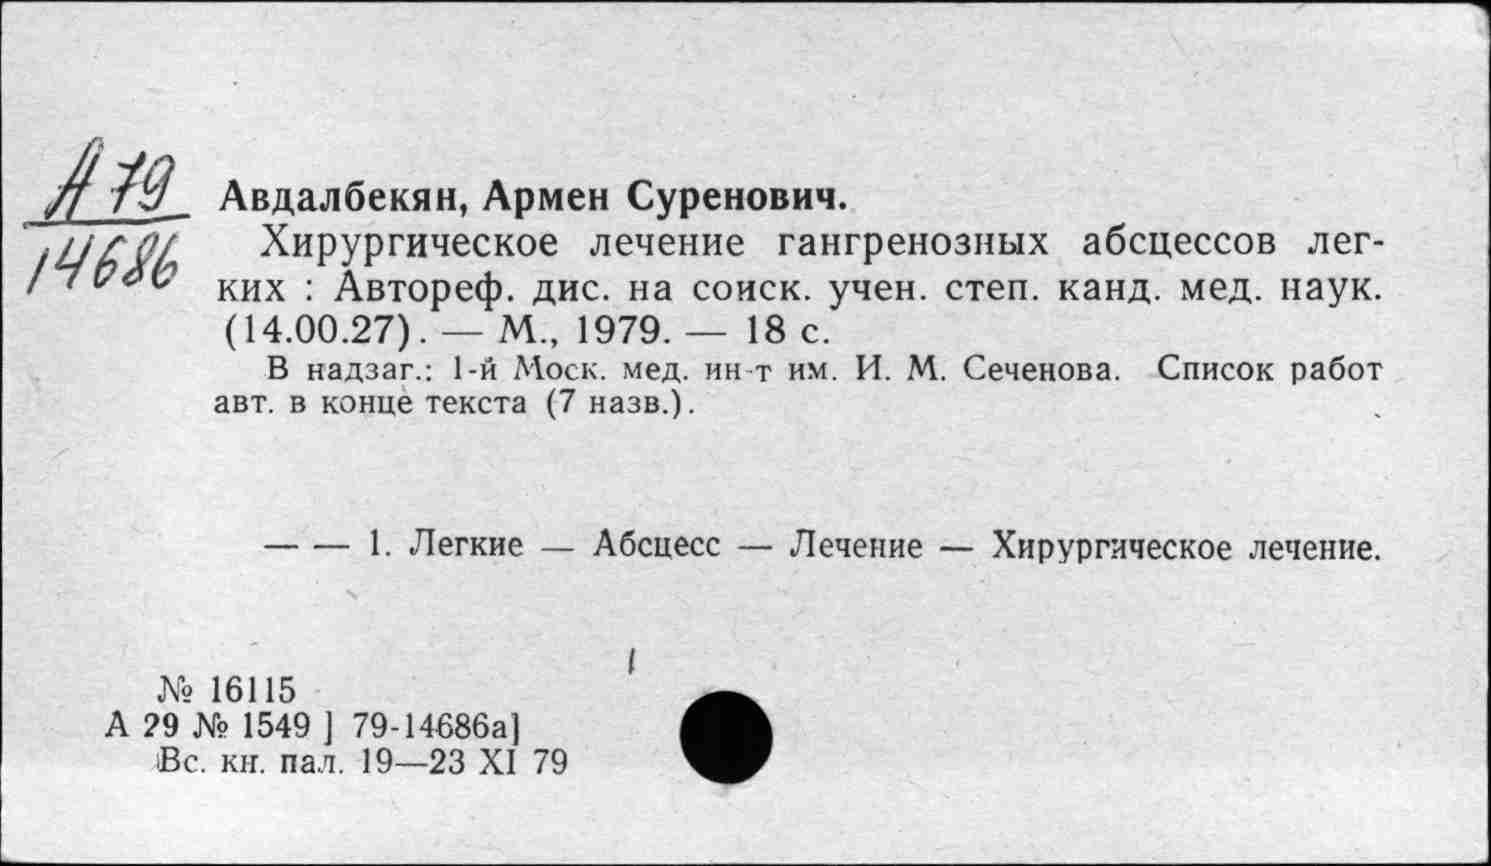 А 79
14686
Авдалбекян, Армен Суренович.
Хирургическое лечение гангренозных абсцессов лег-
ких : Автореф. дис. на соиск. учен. степ. канд. мед. наук.
(14.00.27). — М., 1979. — 18 с.
В надзаг.: 1-й Моск. мед. ин-т им. И. М. Сеченова. Список работ
авт. в конце текста (7 назв.).
— — 1. Легкие — Абсцесс — Лечение — Хирургическое лечение.
№ 16115
А 29 № 1549 ] 79-14686а]
Вс. кн. пал. 19—23 XI 79